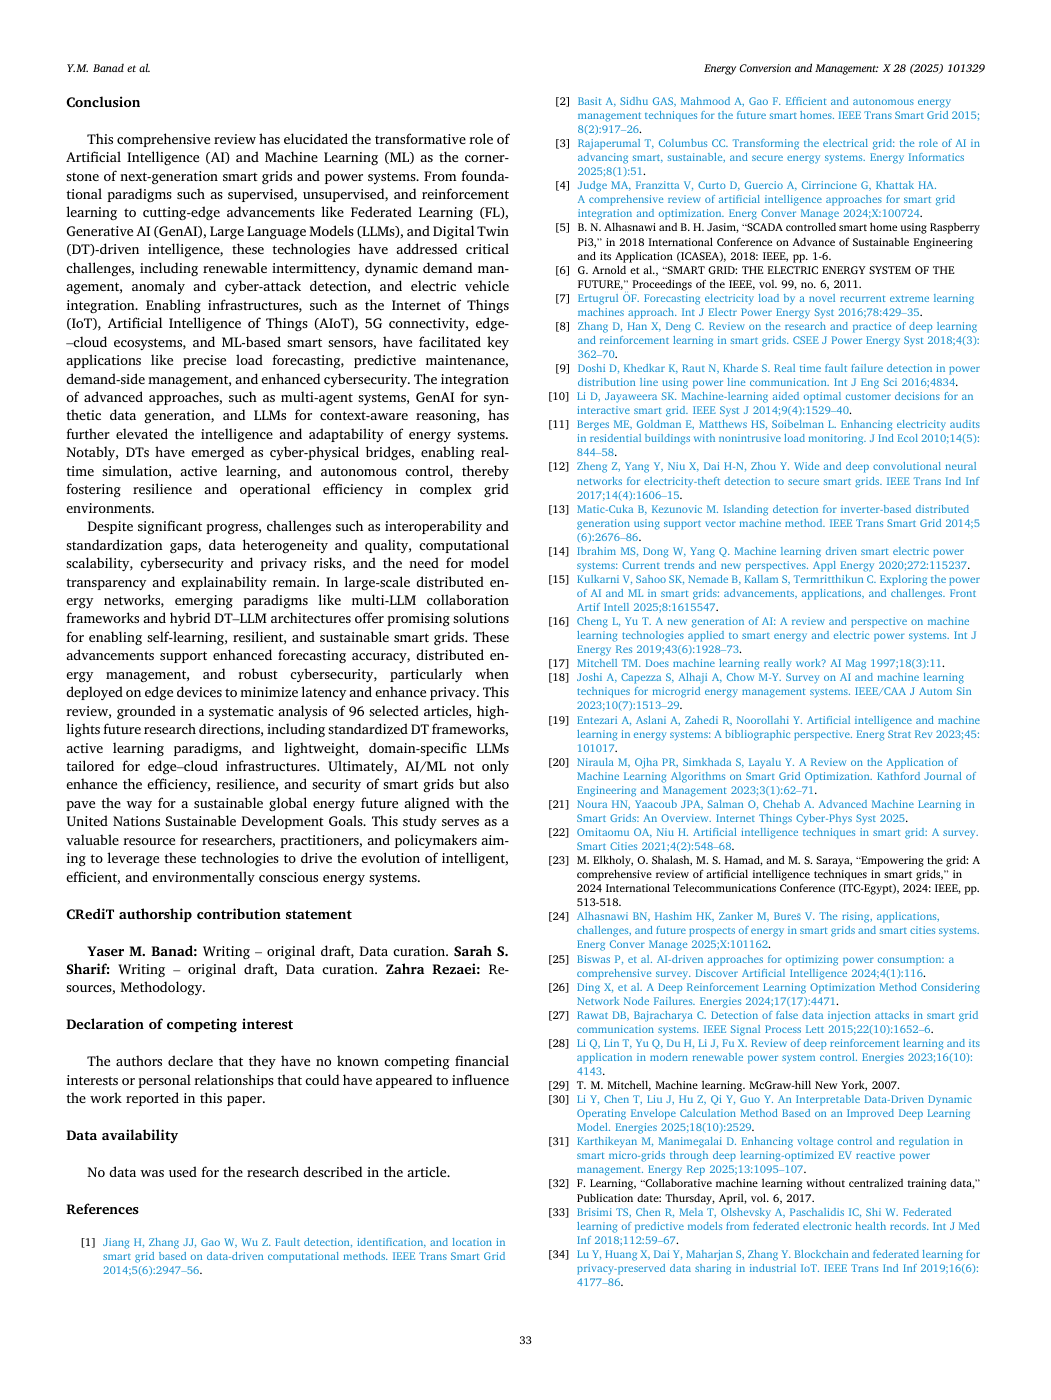 Y.M. Banad et al.
Energy Conversion and Management: X 28 (2025) 101329
Conclusion
This comprehensive review has elucidated the transformative role of
Artificial Intelligence (AI) and Machine Learning (ML) as the corner-
stone of next-generation smart grids and power systems. From founda-
tional paradigms such as supervised, unsupervised, and reinforcement
learning to cutting-edge advancements like Federated Learning (FL),
Generative AI (GenAI), Large Language Models (LLMs), and Digital Twin
(DT)-driven intelligence, these technologies have addressed critical
challenges, including renewable intermittency, dynamic demand man-
agement, anomaly and cyber-attack detection, and electric vehicle
integration. Enabling infrastructures, such as the Internet of Things
(IoT), Artificial Intelligence of Things (AIoT), 5G connectivity, edge-
–cloud ecosystems, and ML-based smart sensors, have facilitated key
applications like precise load forecasting, predictive maintenance,
demand-side management, and enhanced cybersecurity. The integration
of advanced approaches, such as multi-agent systems, GenAI for syn-
thetic data generation, and LLMs for context-aware reasoning, has
further elevated the intelligence and adaptability of energy systems.
Notably, DTs have emerged as cyber-physical bridges, enabling real-
time simulation, active learning, and autonomous control, thereby
fostering resilience and operational efficiency in complex grid
environments.
Despite significant progress, challenges such as interoperability and
standardization gaps, data heterogeneity and quality, computational
scalability, cybersecurity and privacy risks, and the need for model
transparency and explainability remain. In large-scale distributed en-
ergy networks, emerging paradigms like multi-LLM collaboration
frameworks and hybrid DT–LLM architectures offer promising solutions
for enabling self-learning, resilient, and sustainable smart grids. These
advancements support enhanced forecasting accuracy, distributed en-
ergy management, and robust cybersecurity, particularly when
deployed on edge devices to minimize latency and enhance privacy. This
review, grounded in a systematic analysis of 96 selected articles, high-
lights future research directions, including standardized DT frameworks,
active learning paradigms, and lightweight, domain-specific LLMs
tailored for edge–cloud infrastructures. Ultimately, AI/ML not only
enhance the efficiency, resilience, and security of smart grids but also
pave the way for a sustainable global energy future aligned with the
United Nations Sustainable Development Goals. This study serves as a
valuable resource for researchers, practitioners, and policymakers aim-
ing to leverage these technologies to drive the evolution of intelligent,
efficient, and environmentally conscious energy systems.
CRediT authorship contribution statement
Yaser M. Banad: Writing – original draft, Data curation. Sarah S.
Sharif: Writing – original draft, Data curation. Zahra Rezaei: Re-
sources, Methodology.
Declaration of competing interest
The authors declare that they have no known competing financial
interests or personal relationships that could have appeared to influence
the work reported in this paper.
Data availability
No data was used for the research described in the article.
References
[1] Jiang H, Zhang JJ, Gao W, Wu Z. Fault detection, identification, and location in
smart grid based on data-driven computational methods. IEEE Trans Smart Grid
2014;5(6):2947–56.
[2] Basit A, Sidhu GAS, Mahmood A, Gao F. Efficient and autonomous energy
management techniques for the future smart homes. IEEE Trans Smart Grid 2015;
8(2):917–26.
[3] Rajaperumal T, Columbus CC. Transforming the electrical grid: the role of AI in
advancing smart, sustainable, and secure energy systems. Energy Informatics
2025;8(1):51.
[4] Judge MA, Franzitta V, Curto D, Guercio A, Cirrincione G, Khattak HA.
A comprehensive review of artificial intelligence approaches for smart grid
integration and optimization. Energ Conver Manage 2024;X:100724.
[5] B. N. Alhasnawi and B. H. Jasim, “SCADA controlled smart home using Raspberry
Pi3,” in 2018 International Conference on Advance of Sustainable Engineering
and its Application (ICASEA), 2018: IEEE, pp. 1-6.
[6] G. Arnold et al., “SMART GRID: THE ELECTRIC ENERGY SYSTEM OF THE
FUTURE,” Proceedings of the IEEE, vol. 99, no. 6, 2011.
[7] Ertugrul ÖF. Forecasting electricity load by a novel recurrent extreme learning
machines approach. Int J Electr Power Energy Syst 2016;78:429–35.
[8] Zhang D, Han X, Deng C. Review on the research and practice of deep learning
and reinforcement learning in smart grids. CSEE J Power Energy Syst 2018;4(3):
362–70.
[9] Doshi D, Khedkar K, Raut N, Kharde S. Real time fault failure detection in power
distribution line using power line communication. Int J Eng Sci 2016;4834.
[10] Li D, Jayaweera SK. Machine-learning aided optimal customer decisions for an
interactive smart grid. IEEE Syst J 2014;9(4):1529–40.
[11] Berges ME, Goldman E, Matthews HS, Soibelman L. Enhancing electricity audits
in residential buildings with nonintrusive load monitoring. J Ind Ecol 2010;14(5):
844–58.
[12] Zheng Z, Yang Y, Niu X, Dai H-N, Zhou Y. Wide and deep convolutional neural
networks for electricity-theft detection to secure smart grids. IEEE Trans Ind Inf
2017;14(4):1606–15.
[13] Matic-Cuka B, Kezunovic M. Islanding detection for inverter-based distributed
generation using support vector machine method. IEEE Trans Smart Grid 2014;5
(6):2676–86.
[14] Ibrahim MS, Dong W, Yang Q. Machine learning driven smart electric power
systems: Current trends and new perspectives. Appl Energy 2020;272:115237.
[15] Kulkarni V, Sahoo SK, Nemade B, Kallam S, Termritthikun C. Exploring the power
of AI and ML in smart grids: advancements, applications, and challenges. Front
Artif Intell 2025;8:1615547.
[16] Cheng L, Yu T. A new generation of AI: A review and perspective on machine
learning technologies applied to smart energy and electric power systems. Int J
Energy Res 2019;43(6):1928–73.
[17] Mitchell TM. Does machine learning really work? AI Mag 1997;18(3):11.
[18] Joshi A, Capezza S, Alhaji A, Chow M-Y. Survey on AI and machine learning
techniques for microgrid energy management systems. IEEE/CAA J Autom Sin
2023;10(7):1513–29.
[19] Entezari A, Aslani A, Zahedi R, Noorollahi Y. Artificial intelligence and machine
learning in energy systems: A bibliographic perspective. Energ Strat Rev 2023;45:
101017.
[20] Niraula M, Ojha PR, Simkhada S, Layalu Y. A Review on the Application of
Machine Learning Algorithms on Smart Grid Optimization. Kathford Journal of
Engineering and Management 2023;3(1):62–71.
[21] Noura HN, Yaacoub JPA, Salman O, Chehab A. Advanced Machine Learning in
Smart Grids: An Overview. Internet Things Cyber-Phys Syst 2025.
[22] Omitaomu OA, Niu H. Artificial intelligence techniques in smart grid: A survey.
Smart Cities 2021;4(2):548–68.
[23] M. Elkholy, O. Shalash, M. S. Hamad, and M. S. Saraya, “Empowering the grid: A
comprehensive review of artificial intelligence techniques in smart grids,” in
2024 International Telecommunications Conference (ITC-Egypt), 2024: IEEE, pp.
513-518.
[24] Alhasnawi BN, Hashim HK, Zanker M, Bureš V. The rising, applications,
challenges, and future prospects of energy in smart grids and smart cities systems.
Energ Conver Manage 2025;X:101162.
[25] Biswas P, et al. AI-driven approaches for optimizing power consumption: a
comprehensive survey. Discover Artificial Intelligence 2024;4(1):116.
[26] Ding X, et al. A Deep Reinforcement Learning Optimization Method Considering
Network Node Failures. Energies 2024;17(17):4471.
[27] Rawat DB, Bajracharya C. Detection of false data injection attacks in smart grid
communication systems. IEEE Signal Process Lett 2015;22(10):1652–6.
[28] Li Q, Lin T, Yu Q, Du H, Li J, Fu X. Review of deep reinforcement learning and its
application in modern renewable power system control. Energies 2023;16(10):
4143.
[29] T. M. Mitchell, Machine learning. McGraw-hill New York, 2007.
[30] Li Y, Chen T, Liu J, Hu Z, Qi Y, Guo Y. An Interpretable Data-Driven Dynamic
Operating Envelope Calculation Method Based on an Improved Deep Learning
Model. Energies 2025;18(10):2529.
[31] Karthikeyan M, Manimegalai D. Enhancing voltage control and regulation in
smart micro-grids through deep learning-optimized EV reactive power
management. Energy Rep 2025;13:1095–107.
[32] F. Learning, “Collaborative machine learning without centralized training data,”
Publication date: Thursday, April, vol. 6, 2017.
[33] Brisimi TS, Chen R, Mela T, Olshevsky A, Paschalidis IC, Shi W. Federated
learning of predictive models from federated electronic health records. Int J Med
Inf 2018;112:59–67.
[34] Lu Y, Huang X, Dai Y, Maharjan S, Zhang Y. Blockchain and federated learning for
privacy-preserved data sharing in industrial IoT. IEEE Trans Ind Inf 2019;16(6):
4177–86.
33